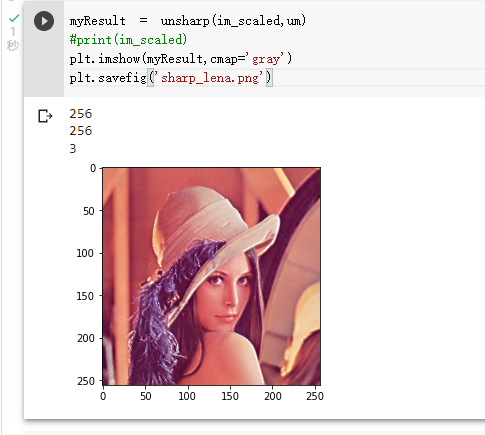 myResult = unsharp(im_scaled,um)
#print(im_scaled)
plt.imshow(myResult,cmap='gray')
plt.savefig('sharp_lena.png')
1
秒
256
256
3
0
50
100
150
200
250
0 50 100 150 200 250